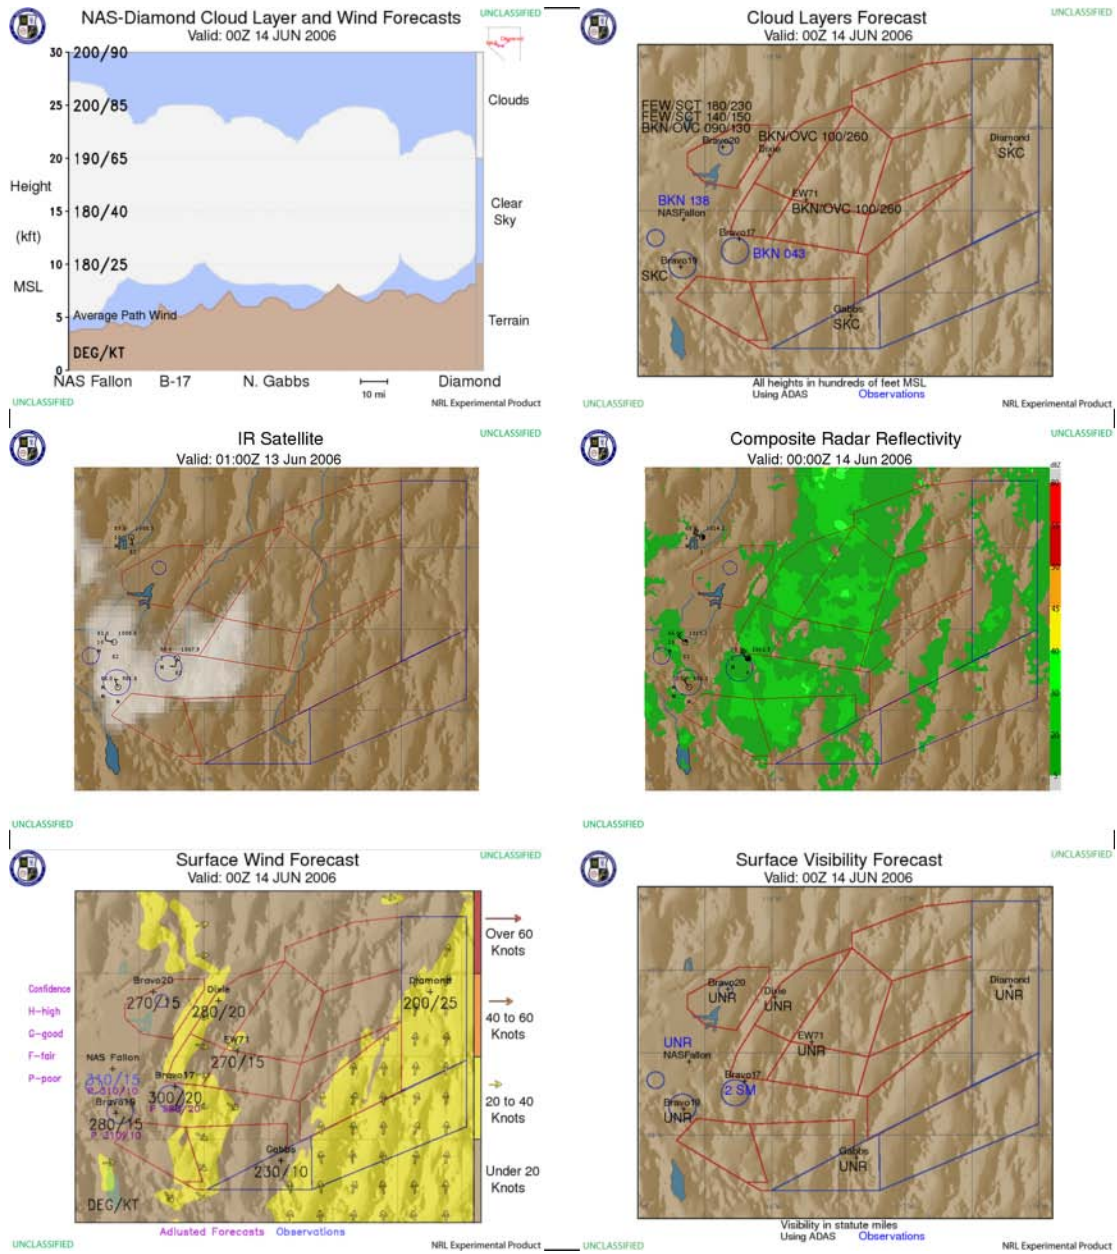 NAS-Diamond Cloud Layer and Wind Forecasts
UNCLASSIFIED
Valid: 00Z 14 JUN 2006
30
200/90
25
200/85
Clouds
20
190/65
Height
15
180/40
Clear
Sky
(kft)
10
180/25
MSL
5
Average Path Wind
Terrain
DEG/KT
0
NAS Fallon
B-17
N. Gabbs
10 mi
Diamond
UNCLASSIFIED
NRL Experimental Product
Cloud Layers Forecast
UNCLASSIFIED
Valid: 00Z 14 JUN 2006
FEW/SCT 180/230
FEW/SCT 140/150
BKN/OVC 090/130
Bravo20
BKN/OVC 100/260
Dixie
Diamond
SKC
EW71
BKN/OVC 100/260
BKN 138
NASFallon
Bravo17
BKN 043
Bravo19
SKC
Gabbs
SKC
All heights in hundreds of feet MSL
Using ADAS Observations
UNCLASSIFIED
NRL Experimental Product
IR Satellite
UNCLASSIFIED
Valid: 01:00Z 13 Jun 2006
UNCLASSIFIED
Composite Radar Reflectivity
UNCLASSIFIED
Valid: 00:00Z 14 Jun 2006
UNCLASSIFIED
Surface Wind Forecast
UNCLASSIFIED
Valid: 00Z 14 JUN 2006
Over 60
Knots
Confidence
H-high
G-good
F-fair
P-poor
Bravo20
270/15
Dixie
280/20
Diamond
200/25
40 to 60
Knots
EW71
270/15
NAS Fallon
310/15
P 310/10
Bravo17
300/20
20 to 40
Knots
Bravo19
280/15
P 310/10
Gabbs
230/10
Under 20
Knots
DEG/KT
Adjusted Forecasts Observations
UNCLASSIFIED
NRL Experimental Product
Surface Visibility Forecast
UNCLASSIFIED
Valid: 00Z 14 JUN 2006
Bravo20
UNR
Dixie
UNR
Diamond
UNR
EW71
UNR
UNR
NASFallon
Bravo17
2 SM
Bravo19
UNR
Gabbs
UNR
Visibility in statute miles
Using ADAS Observations
UNCLASSIFIED
NRL Experimental Product